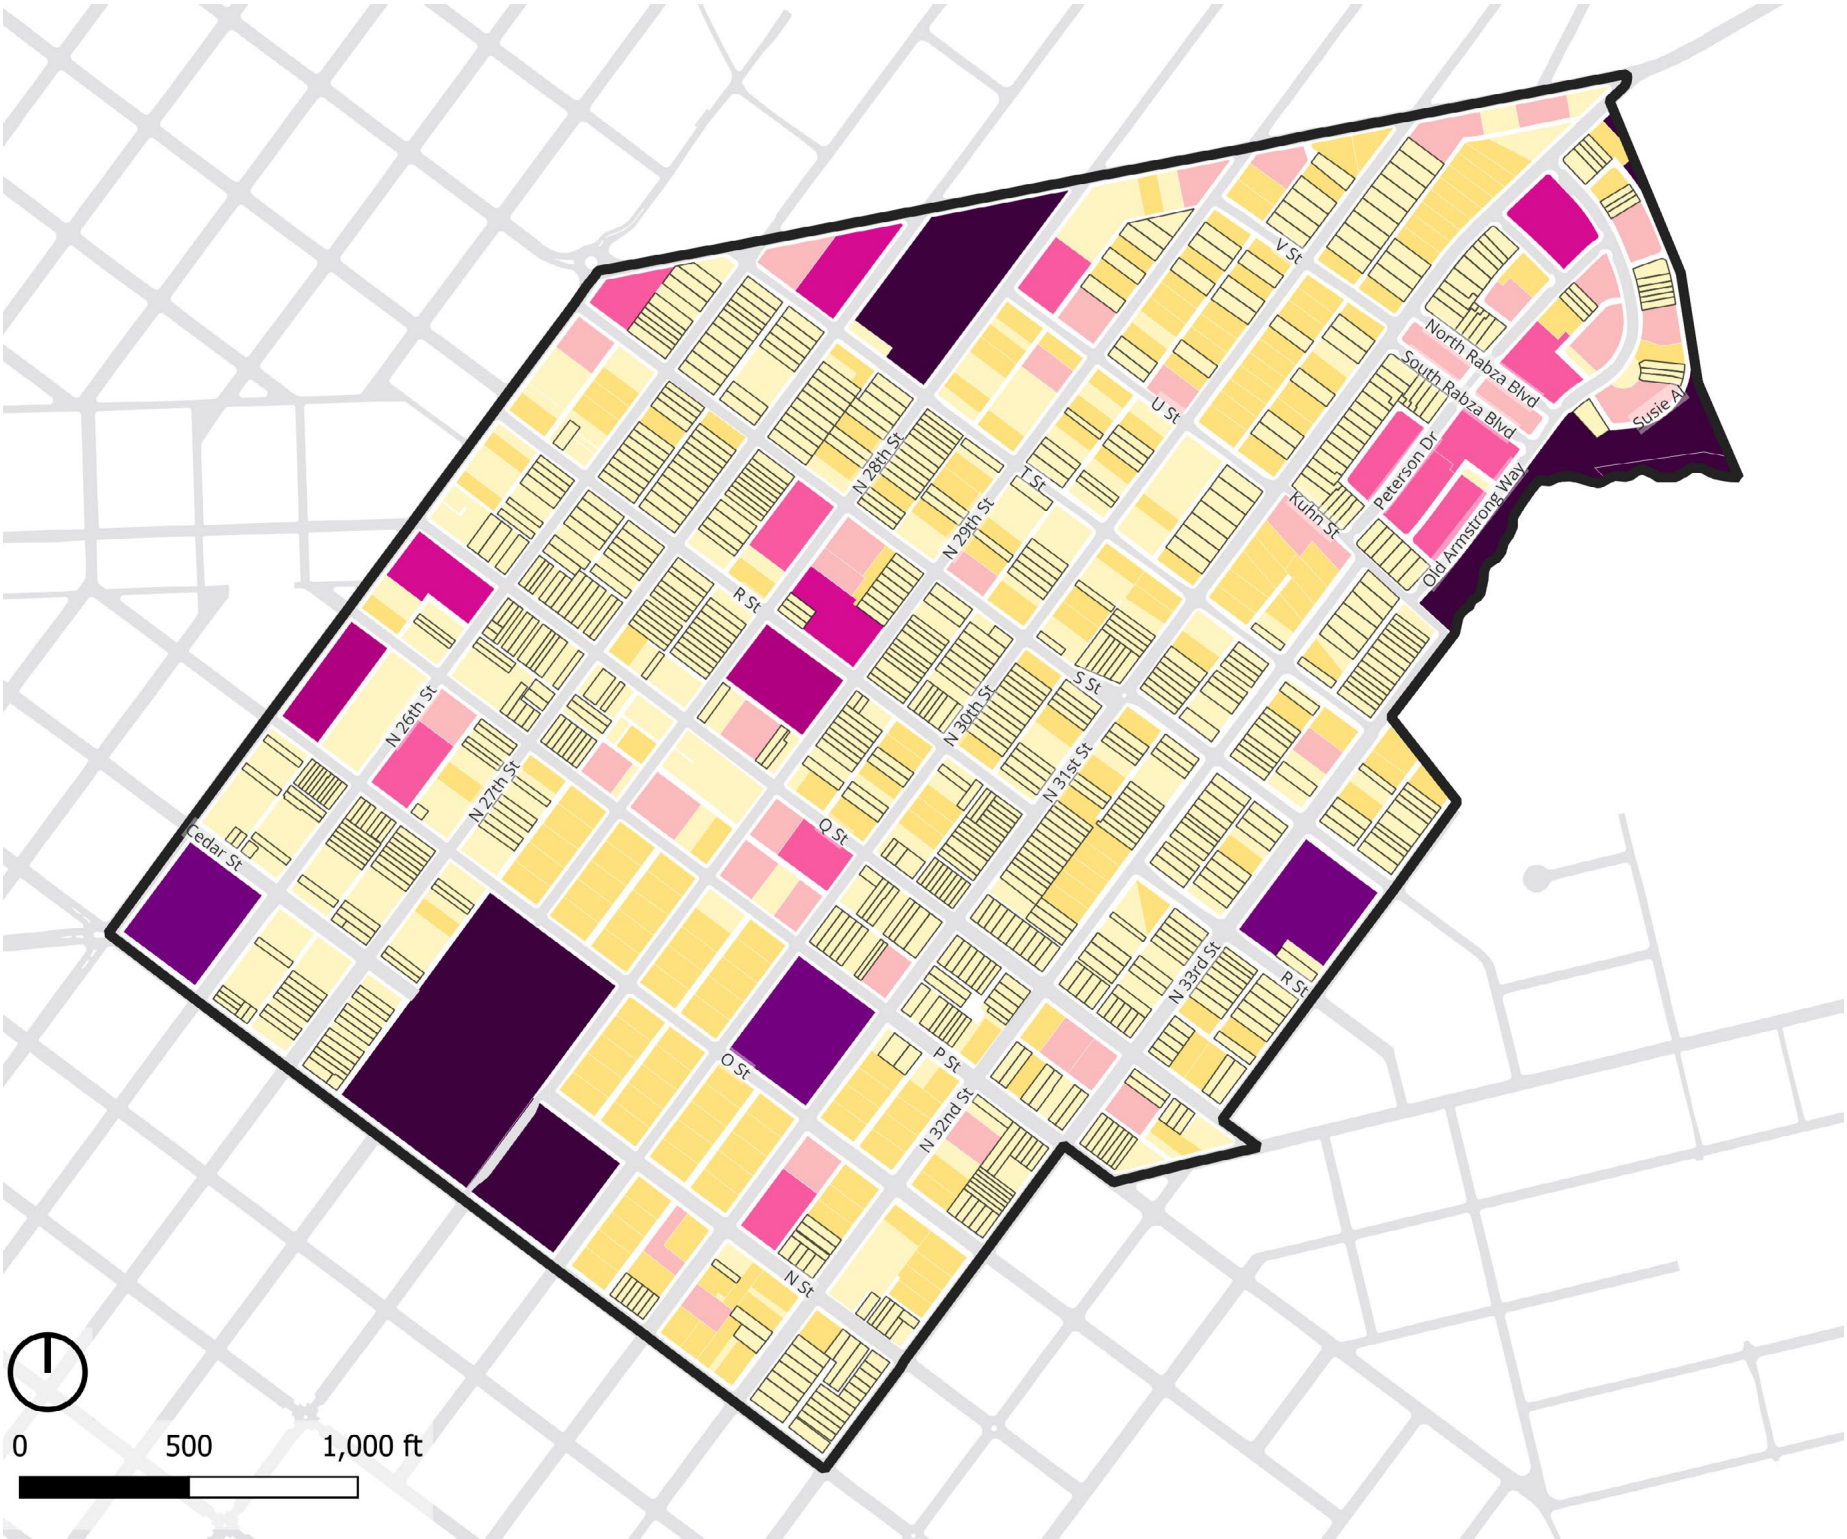 V St
North Rabza Blvd
South Rabza Blvd
Susie A
U St
N 28th St
Peterson Dr
T St
Kuhn St
N 29th St
Old Armstrong Way
R St
S St
N 26th St
N 30th St
N 31st St
N 27th St
Q St
Cedar St
N 33rd St
R St
P St
O St
N 32nd St
N St
0 500 1,000 ft